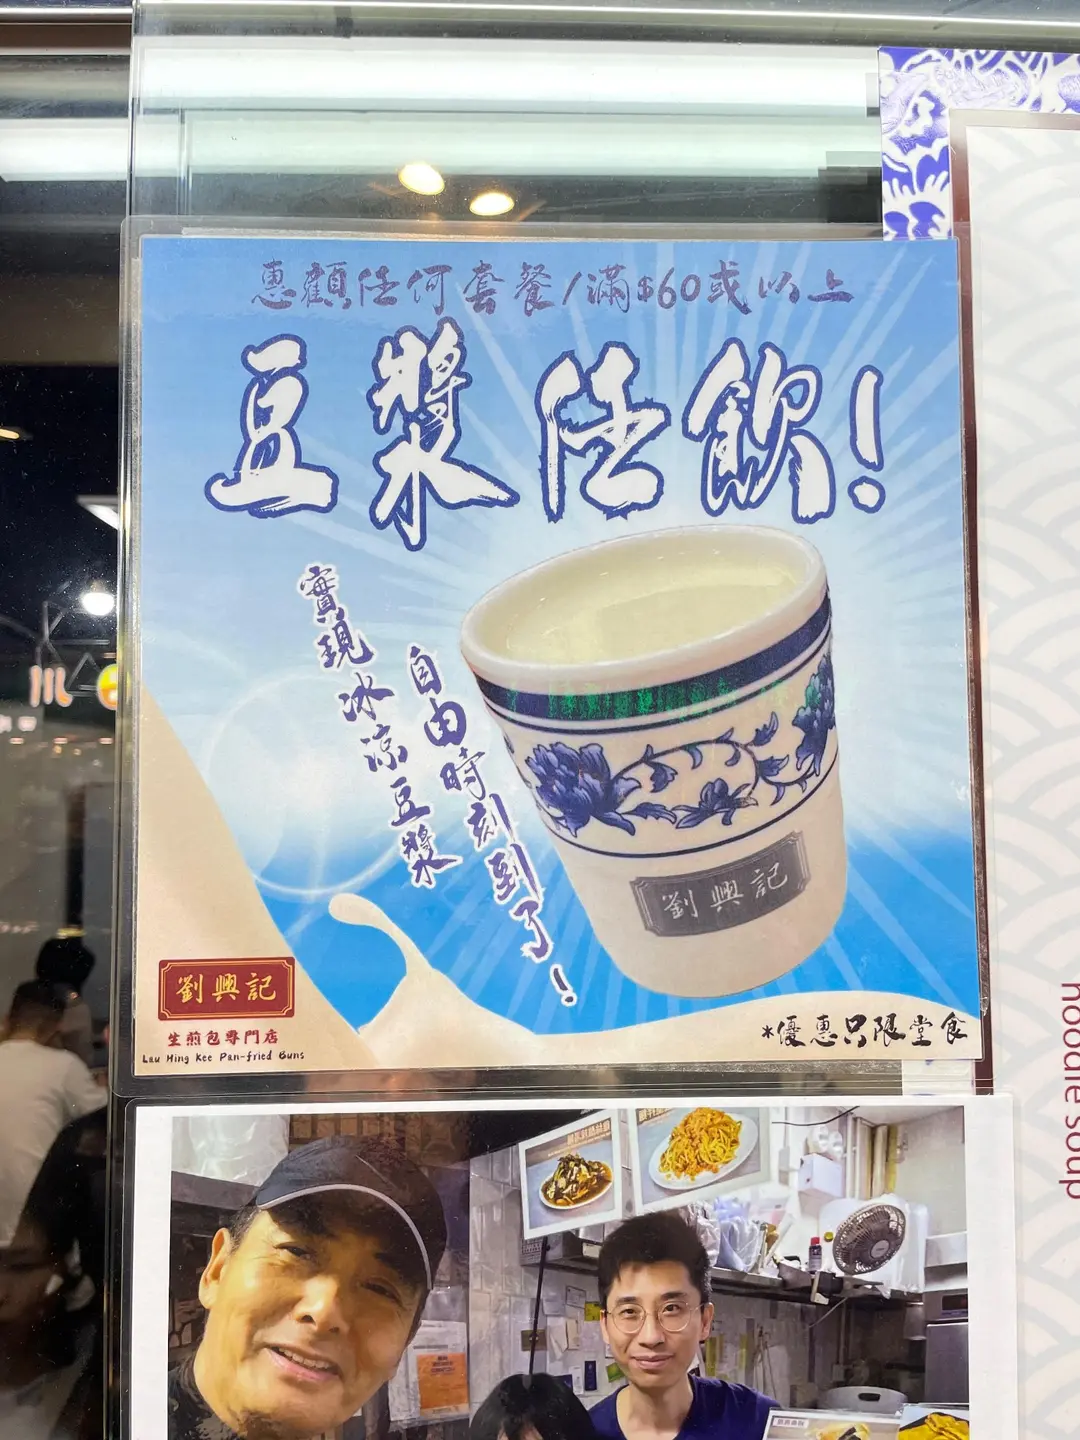 惠顧任何套餐/滿$60或以上
豆漿任飲!
實現冰涼豆漿
自由時刻到了!
劉興記
劉興記
生煎包專門店
Lau Hing Kee Pan-fried Buns
*優惠只限堂食
noodle soup